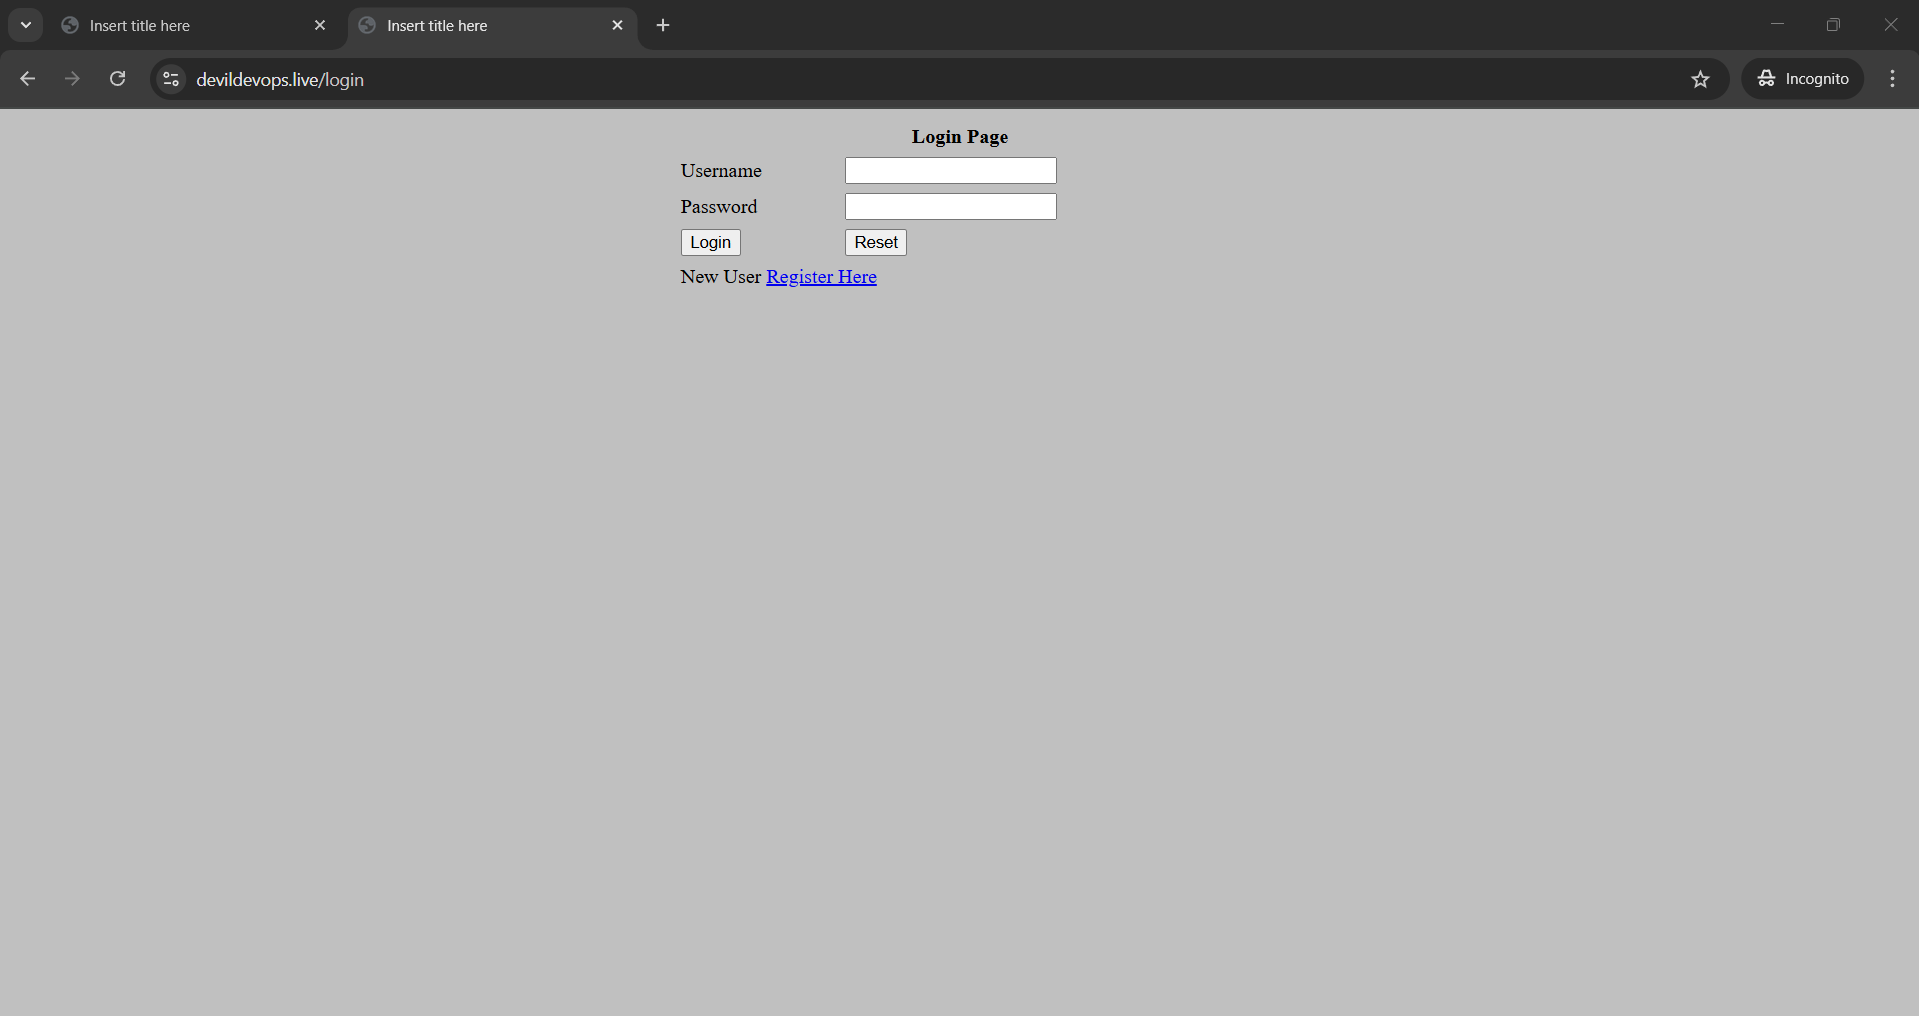 Insert title here
Insert title here
devildevops.live/login
Incognito
Login Page
Username
Password
Login Reset
New User Register Here